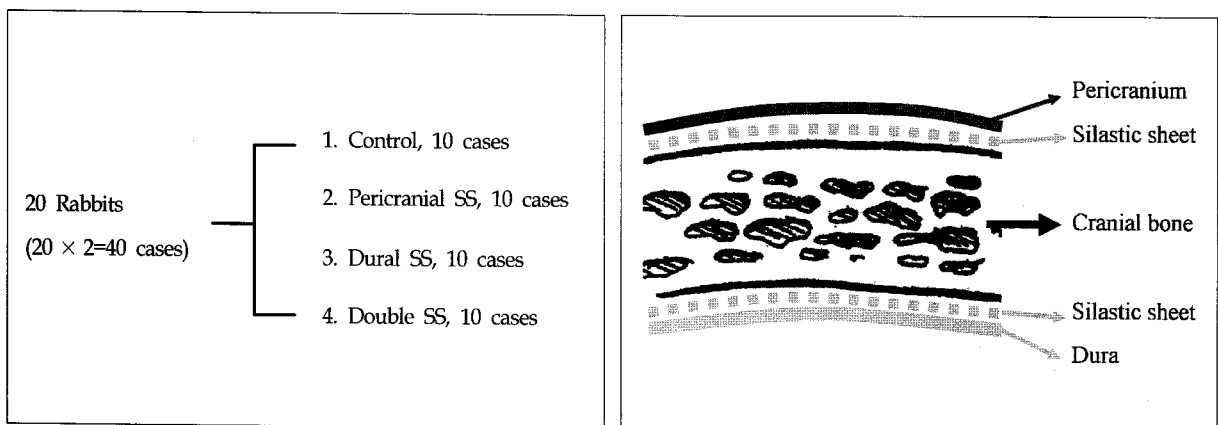 20 Rabbits
(20 × 2=40 cases)
1. Control, 10 cases
2. Pericranial SS, 10 cases
3. Dural SS, 10 cases
4. Double SS, 10 cases
Pericranium
Silastic sheet
Cranial bone
Silastic sheet
Dura